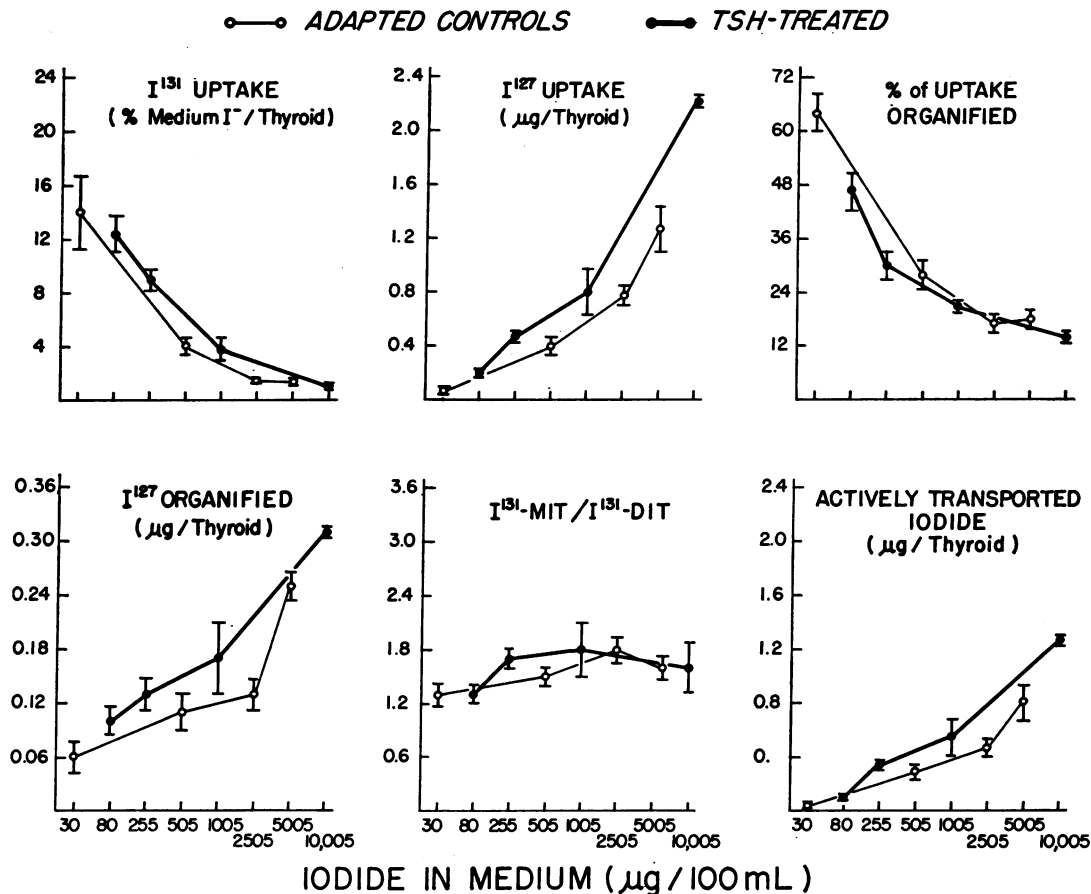 ADAPTED CONTROLS TSH-TREATED
I¹³¹ UPTAKE
(% Medium I⁻/Thyroid)
24
20
16
12
8
4
I¹²⁷ UPTAKE
(µg/Thyroid)
2.4
2.0
1.6
1.2
0.8
0.4
% of UPTAKE
ORGANIFIED
72
60
48
36
24
12
I¹²⁷ ORGANIFIED
(µg/Thyroid)
0.36
0.30
0.24
0.18
0.12
0.06
30 80 255 505 1005 2505 5005 10,005
I¹³¹-MIT/I¹³¹-DIT
3.6
3.0
2.4
1.8
1.2
0.6
30 80 255 505 1005 2505 5005 10,005
ACTIVELY TRANSPORTED
IODIDE
(µg/Thyroid)
2.4
2.0
1.6
1.2
0.8
0.
30 80 255 505 1005 2505 5005 10,005
IODIDE IN MEDIUM (µg/100mL)